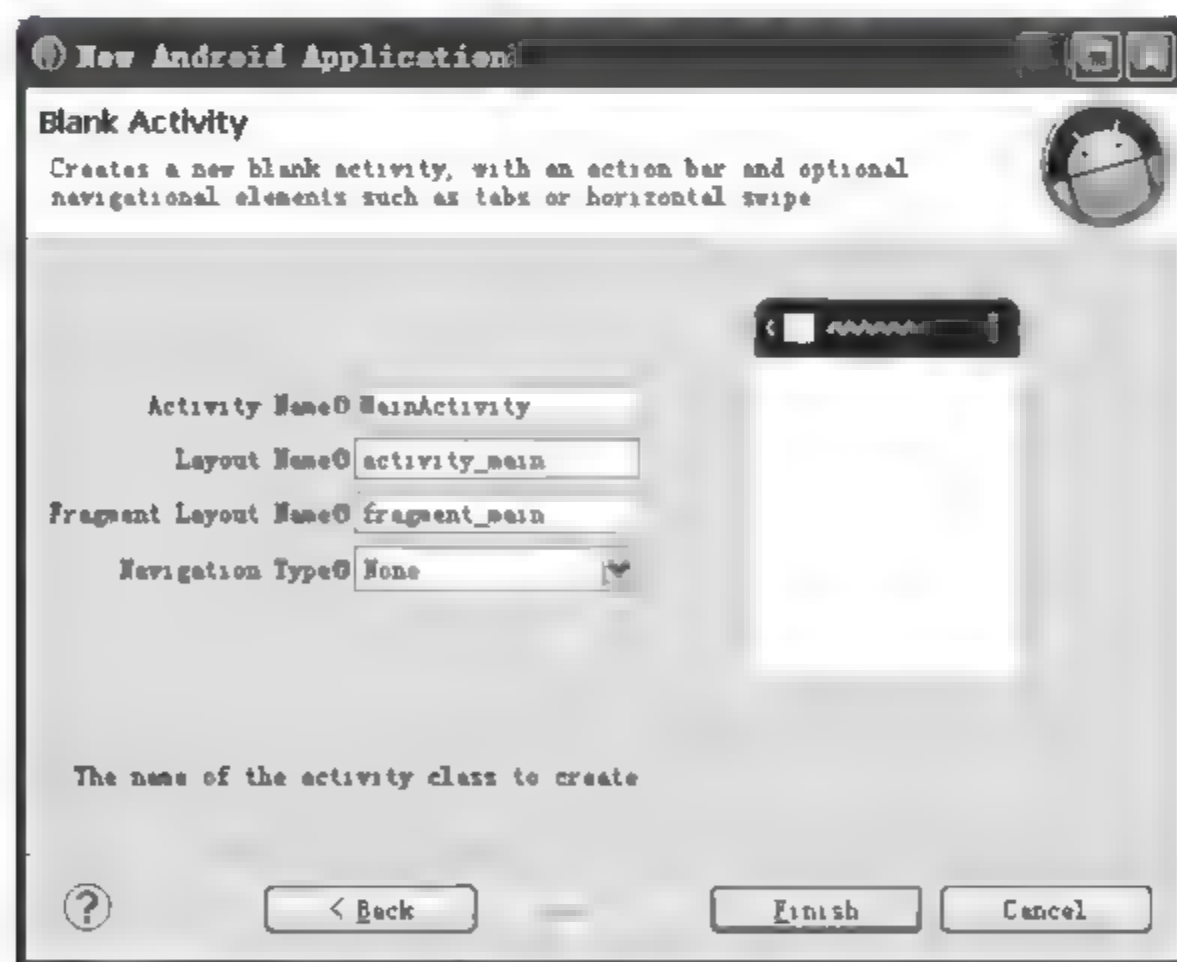 New Android Application
Blank Activity
Creates a new blank activity, with an action bar and optional
navigational elements such as tabs or horizontal swipe
Activity Name MainActivity
Layout Name activity_main
Fragment Layout Name fragment_main
Navigation Type None
The name of the activity class to create
?
< Back
Finish
Cancel